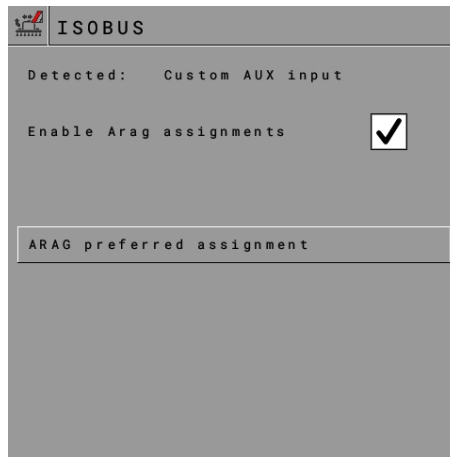 ISOBUS
Detected: Custom AUX input
Enable Arag assignments
ARAG preferred assignment